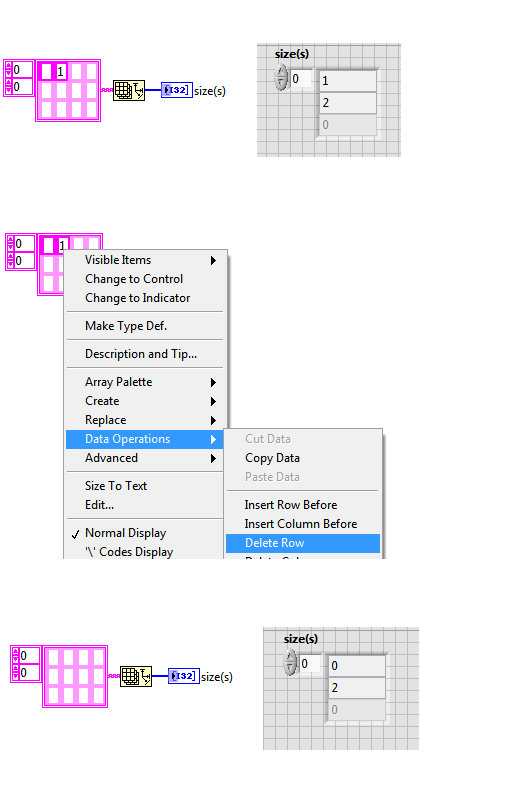 size(s)
0
0
1
0
1
2
0
[I32]
size(s)
0
0
1
Visible Items
Change to Control
Change to Indicator
Make Type Def.
Description and Tip...
Array Palette
Create
Replace
Data Operations
Advanced
Size To Text
Edit...
✓ Normal Display
'\' Codes Display
Cut Data
Copy Data
Paste Data
Insert Row Before
Insert Column Before
Delete Row
size(s)
0
0
0
0
2
0
[I32]
size(s)